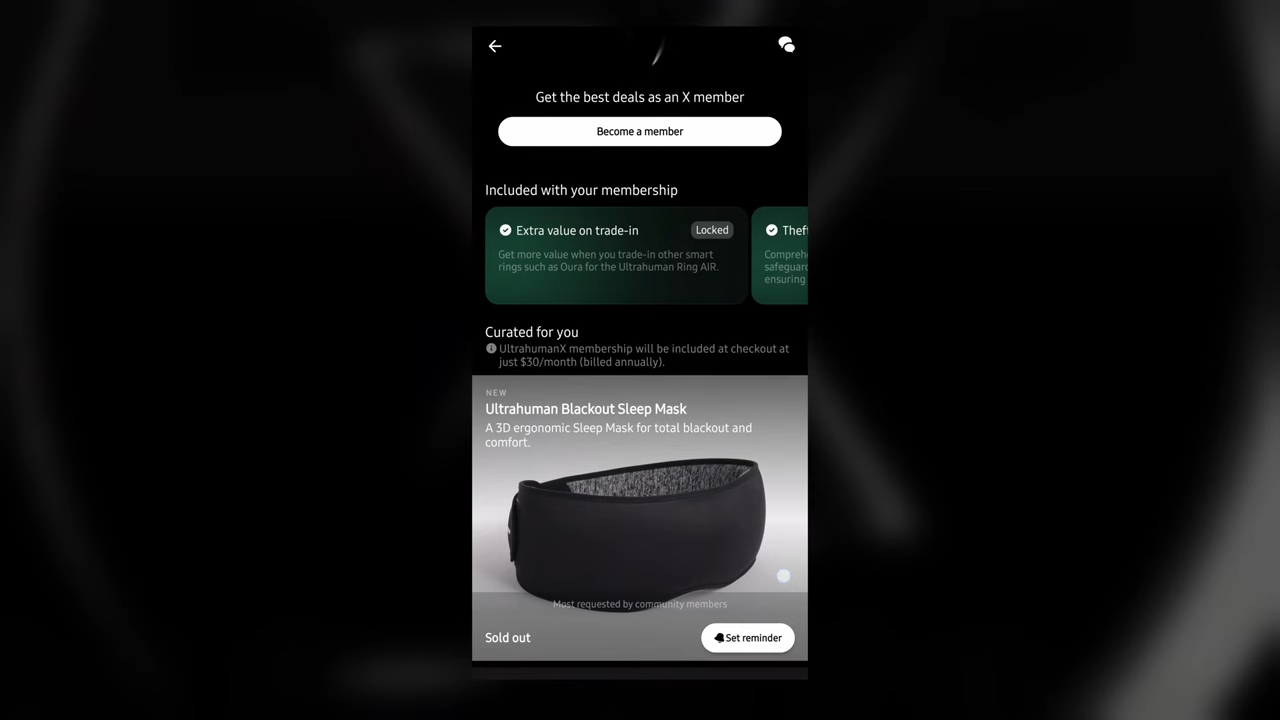 Get the best deals as an X member
Become a member
Included with your membership
Extra value on trade-in
Locked
Get more value when you trade-in other smart
rings such as Oura for the Ultrahuman Ring AIR.
Theft
Comprehe
safeguard
ensuring
Curated for you
UltrahumanX membership will be included at checkout at
just $30/month (billed annually).
NEW
Ultrahuman Blackout Sleep Mask
A 3D ergonomic Sleep Mask for total blackout and
comfort.
Most requested by community members
Sold out
Set reminder